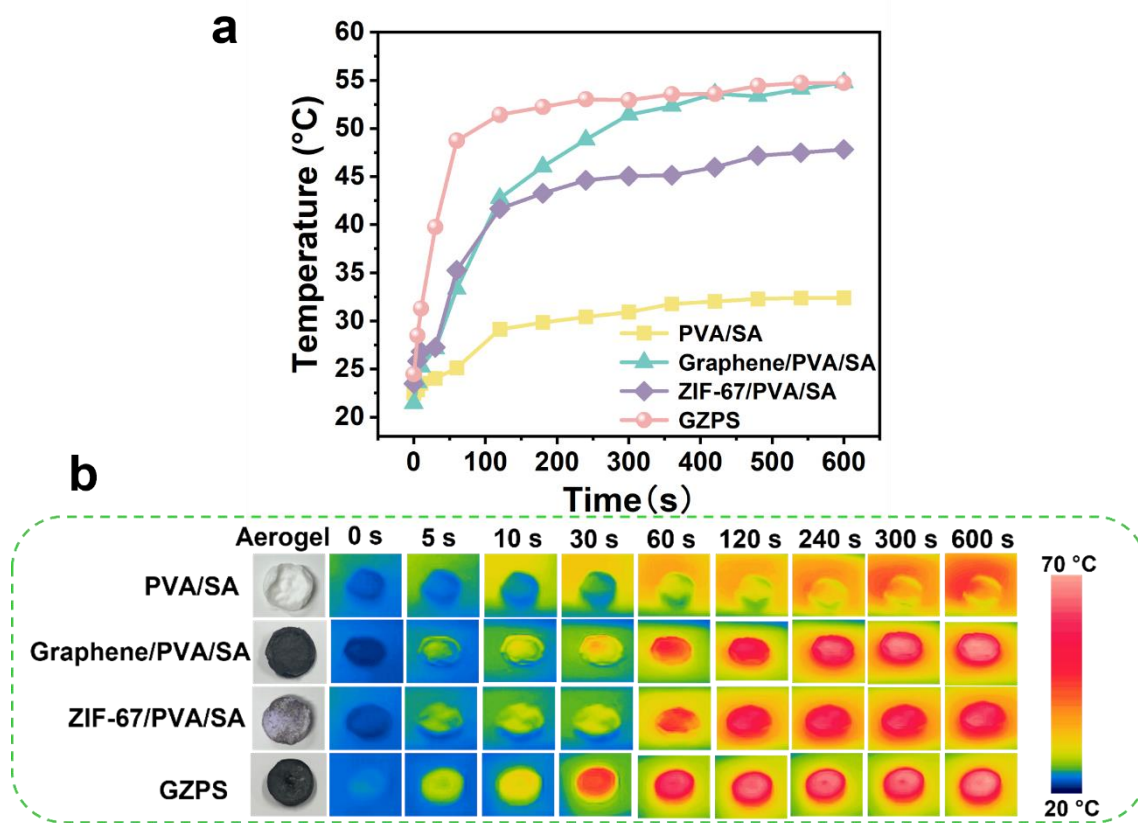 a
60
55
50
45
40
35
30
25
20
Temperature (°C)
PVA/SA
Graphene/PVA/SA
ZIF-67/PVA/SA
GZPS
0 100 200 300 400 500 600
Time(s)
b
Aerogel 0 s 5 s 10 s 30 s 60 s 120 s 240 s 300 s 600 s
PVA/SA
Graphene/PVA/SA
ZIF-67/PVA/SA
GZPS
70 °C
20 °C